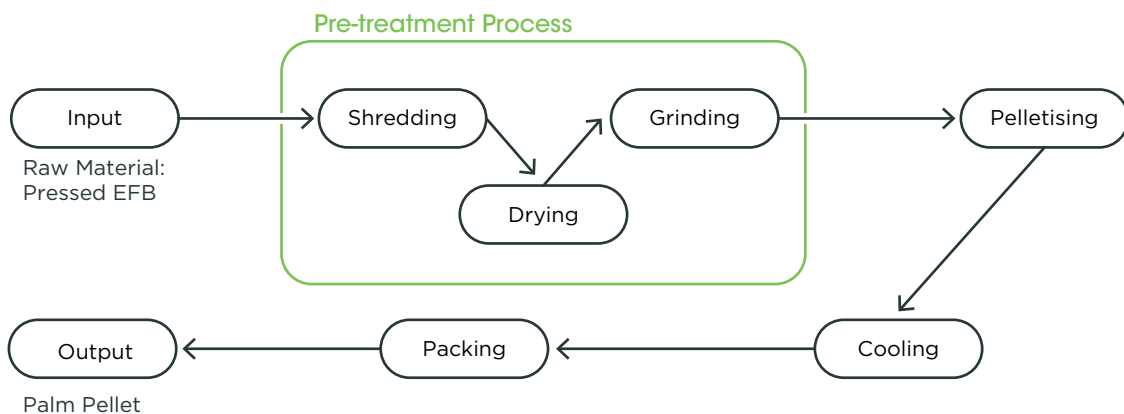 Pre-treatment Process
Input
Shredding
Grinding
Pelletising
Raw Material:
Pressed EFB
Drying
Output
Packing
Cooling
Palm Pellet